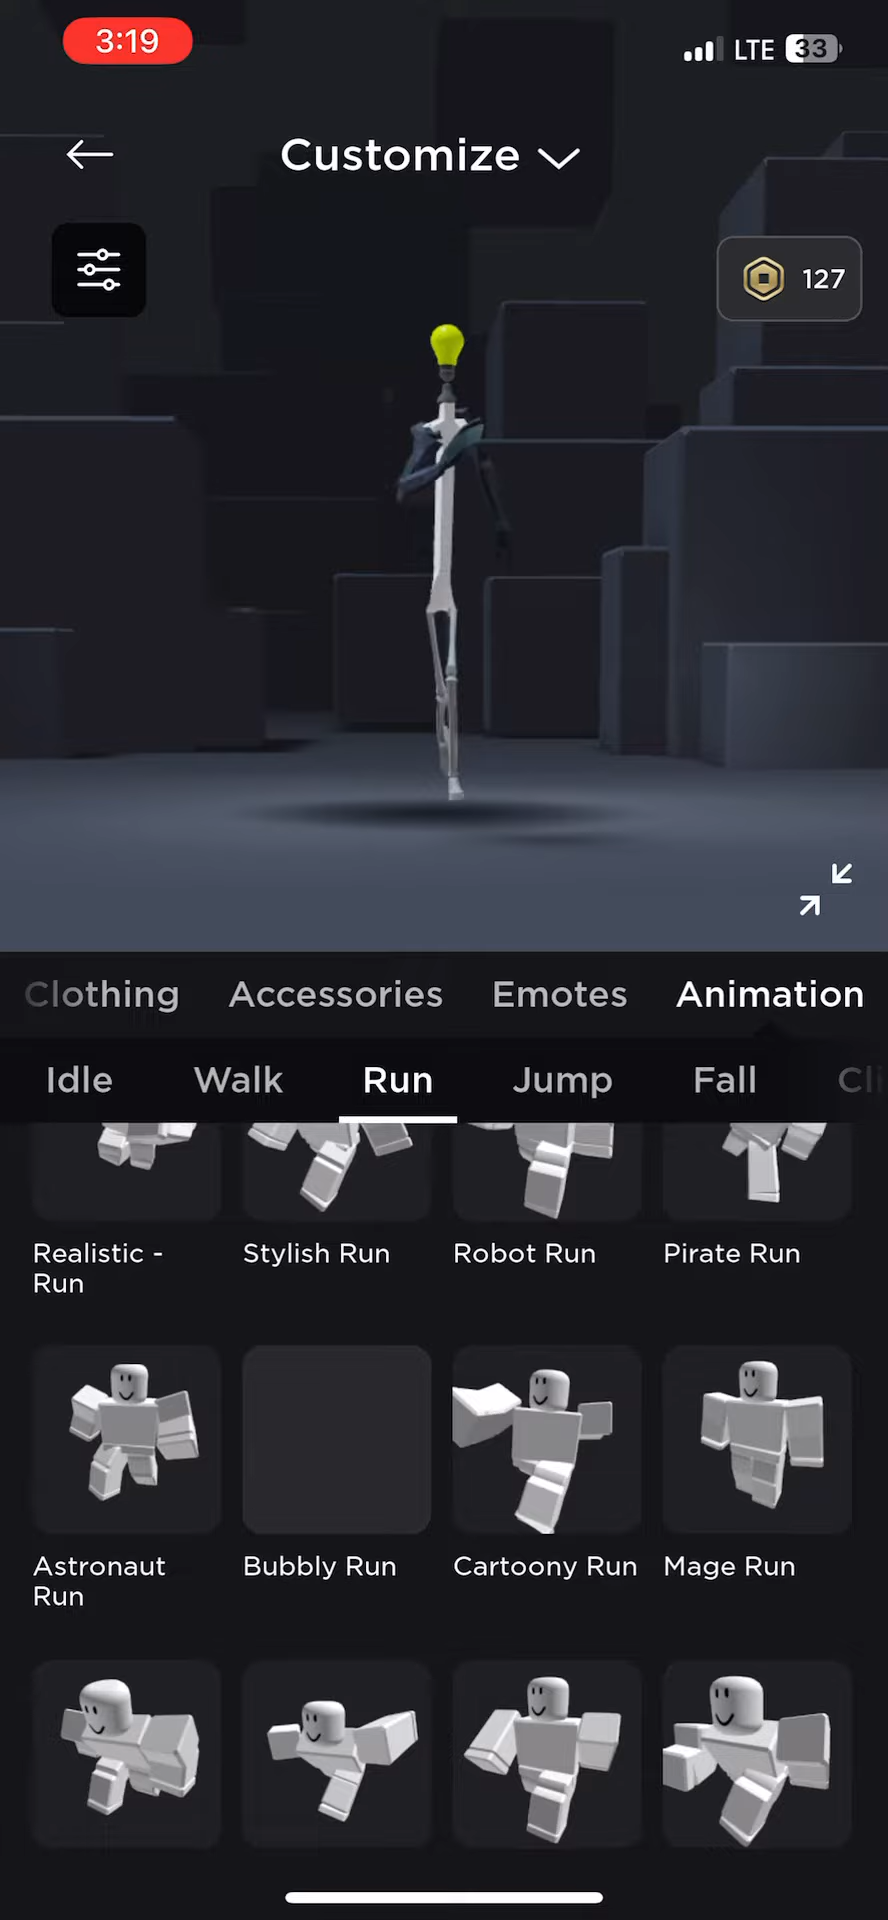 3:19
LTE 33
Customize
127
Clothing Accessories Emotes Animation
Idle Walk Run Jump Fall Cli
Realistic -
Run
Stylish Run
Robot Run
Pirate Run
Astronaut
Run
Bubbly Run
Cartoony Run
Mage Run